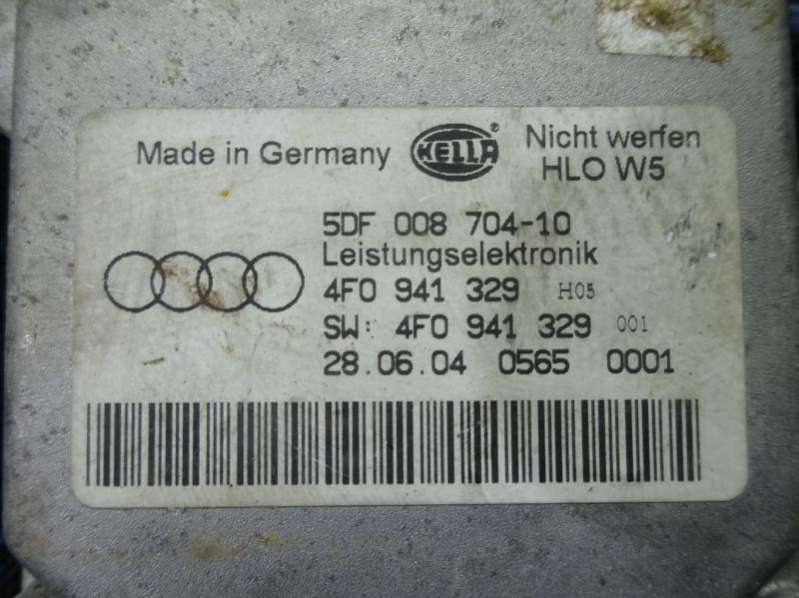 Made in Germany HELLA® Nicht werfen
HLO W5
5DF 008 704-10
Leistungselektronik
4F0 941 329 H05
SW: 4F0 941 329 001
28.06.04 0565 0001